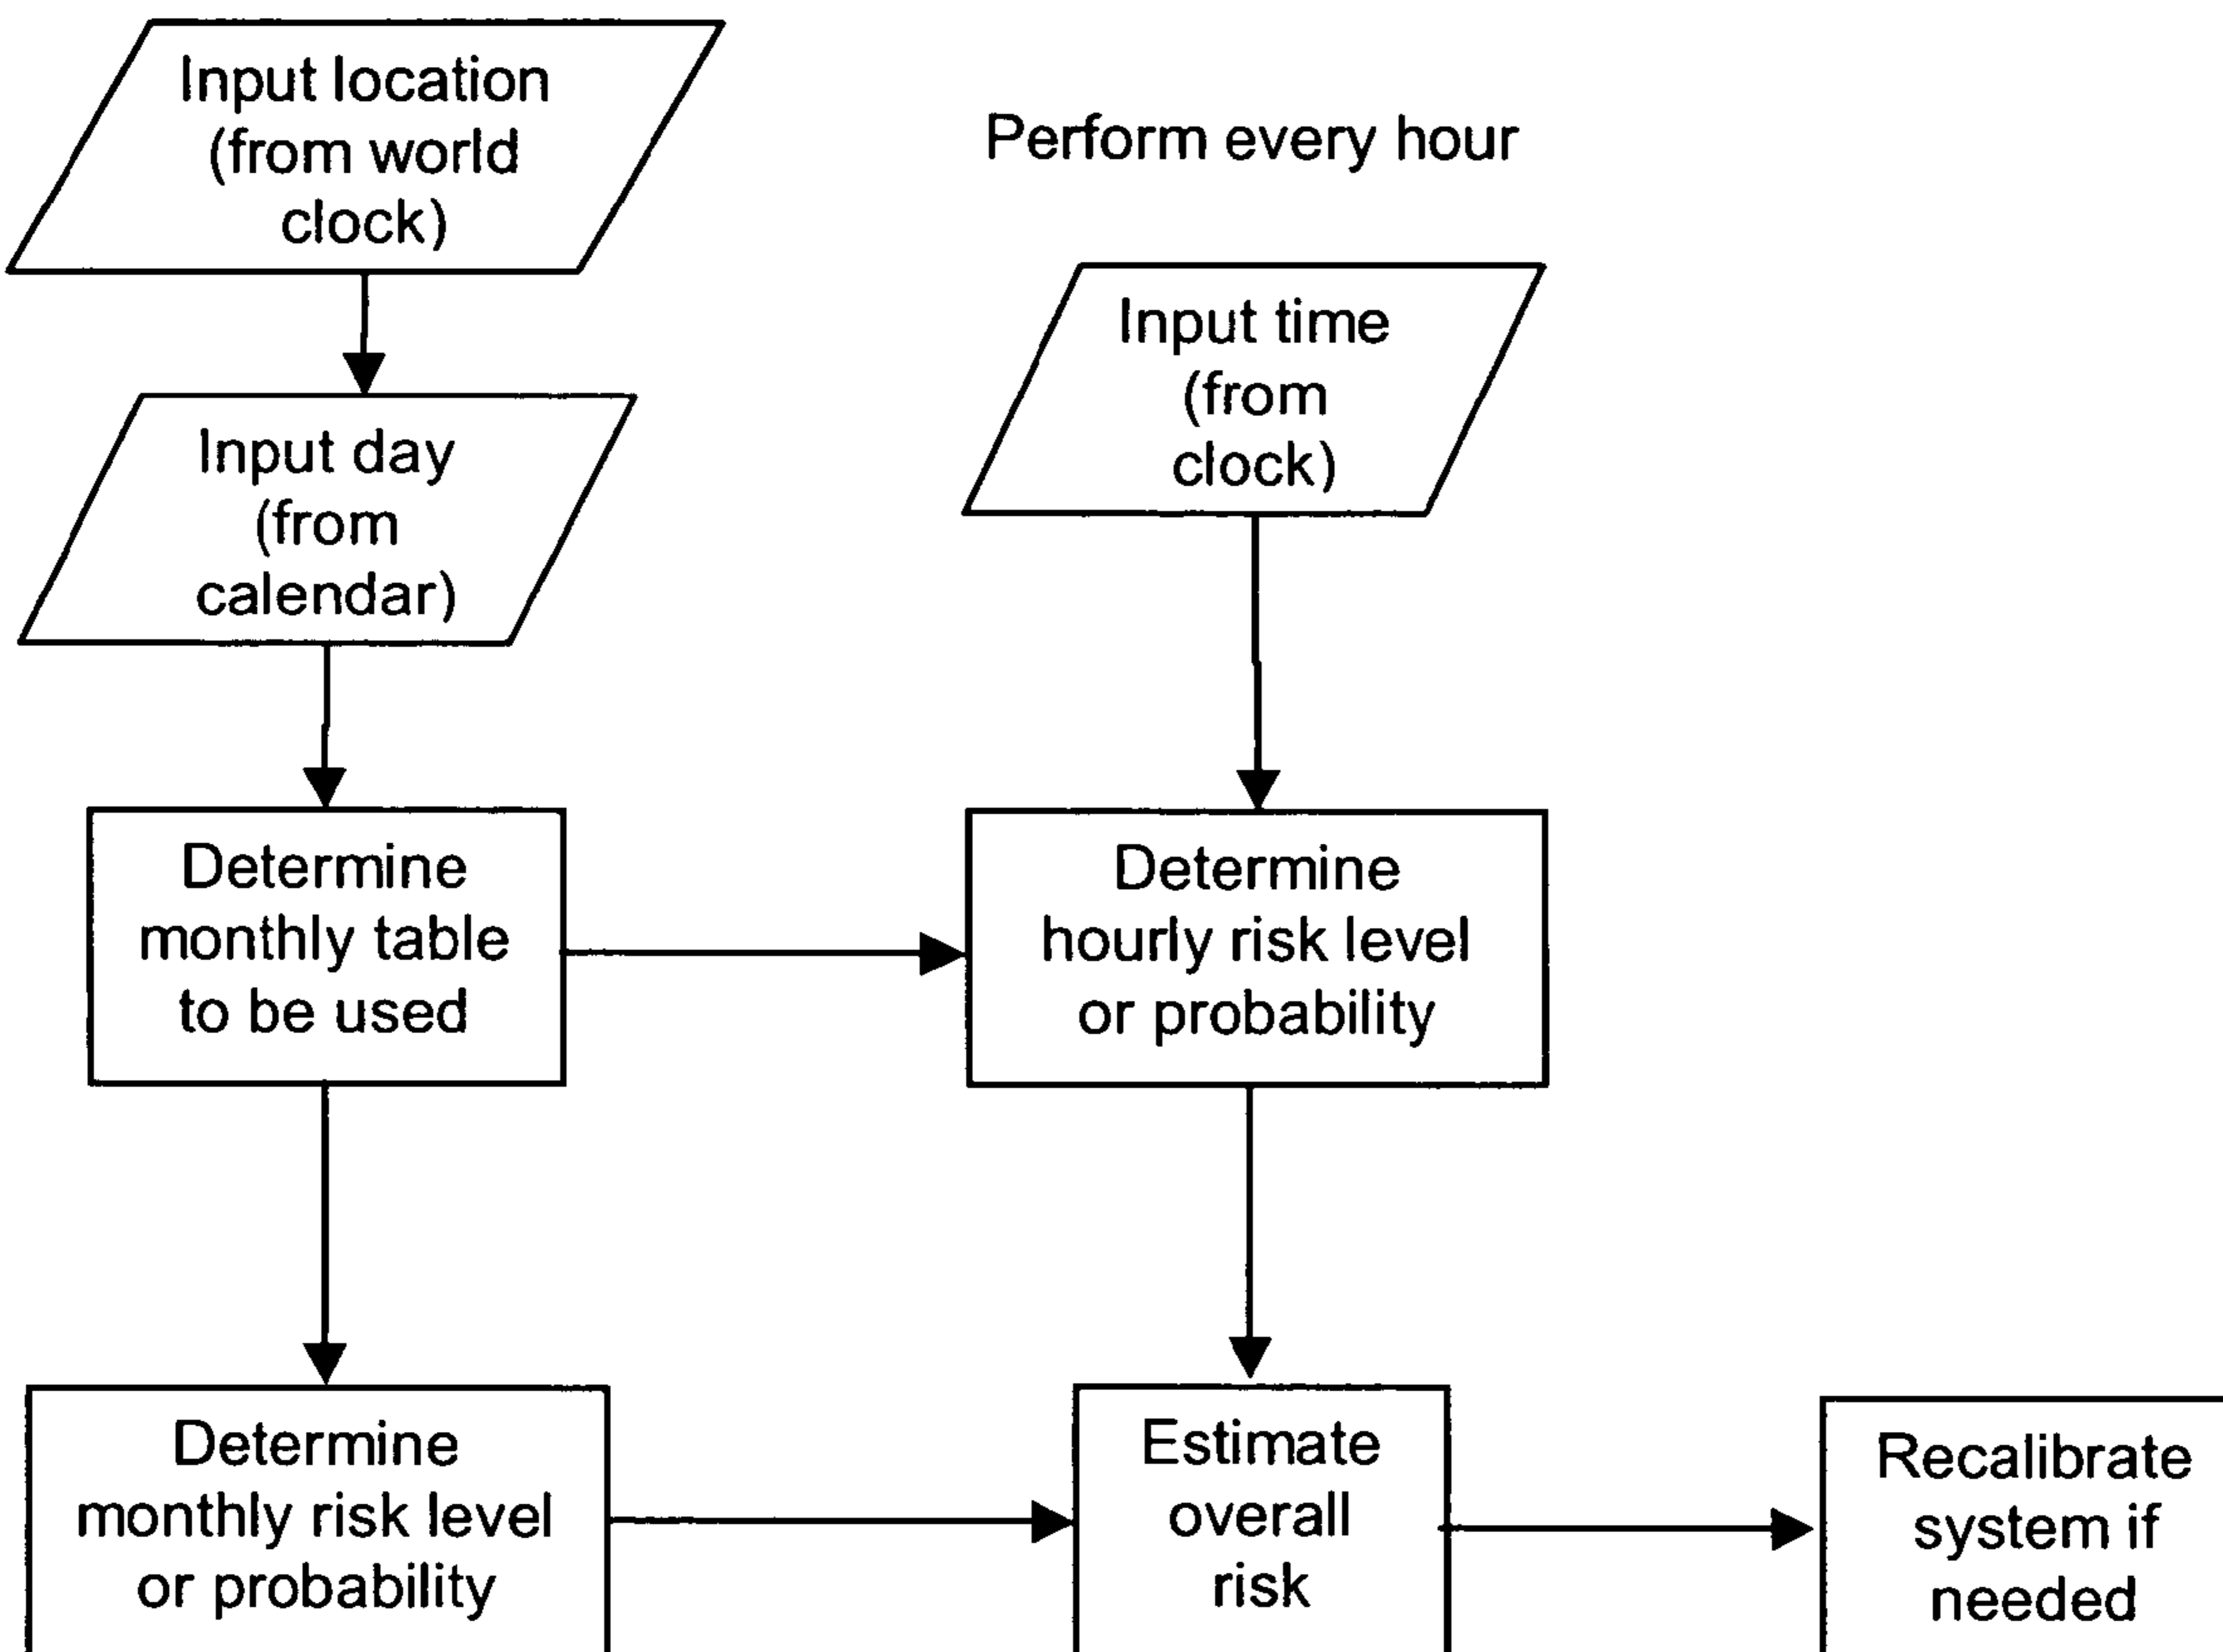 Input location
(from world
clock)
Perform every hour
Input time
(from
clock)
Input day
(from
calendar)
Determine
monthly table
to be used
Determine
hourly risk level
or probability
Determine
monthly risk level
or probability
Estimate
overall
risk
Recalibrate
system if
needed